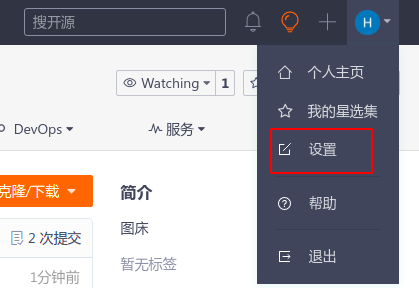 搜开源
H
Watching
1
个人主页
我的星选集
DevOps
服务
设置
克隆/下载
简介
帮助
2 次提交
图床
退出
暂无标签
1分钟前